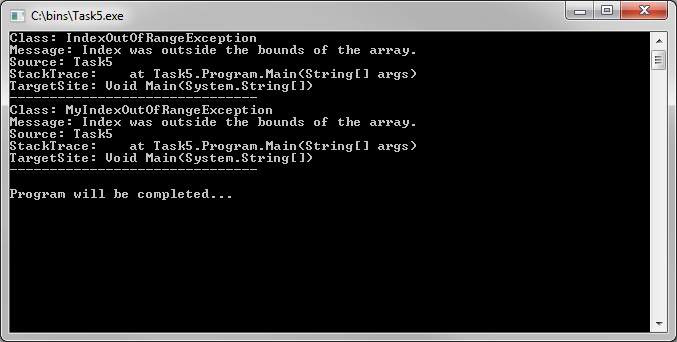 C:\bins\Task5.exe
Class: IndexOutOfRangeException
Message: Index was outside the bounds of the array.
Source: Task5
StackTrace:    at Task5.Program.Main(String[] args)
TargetSite: Void Main(System.String[])
-------------------------------
Class: MyIndexOutOfRangeException
Message: Index was outside the bounds of the array.
Source: Task5
StackTrace:    at Task5.Program.Main(String[] args)
TargetSite: Void Main(System.String[])
-------------------------------
Program will be completed...